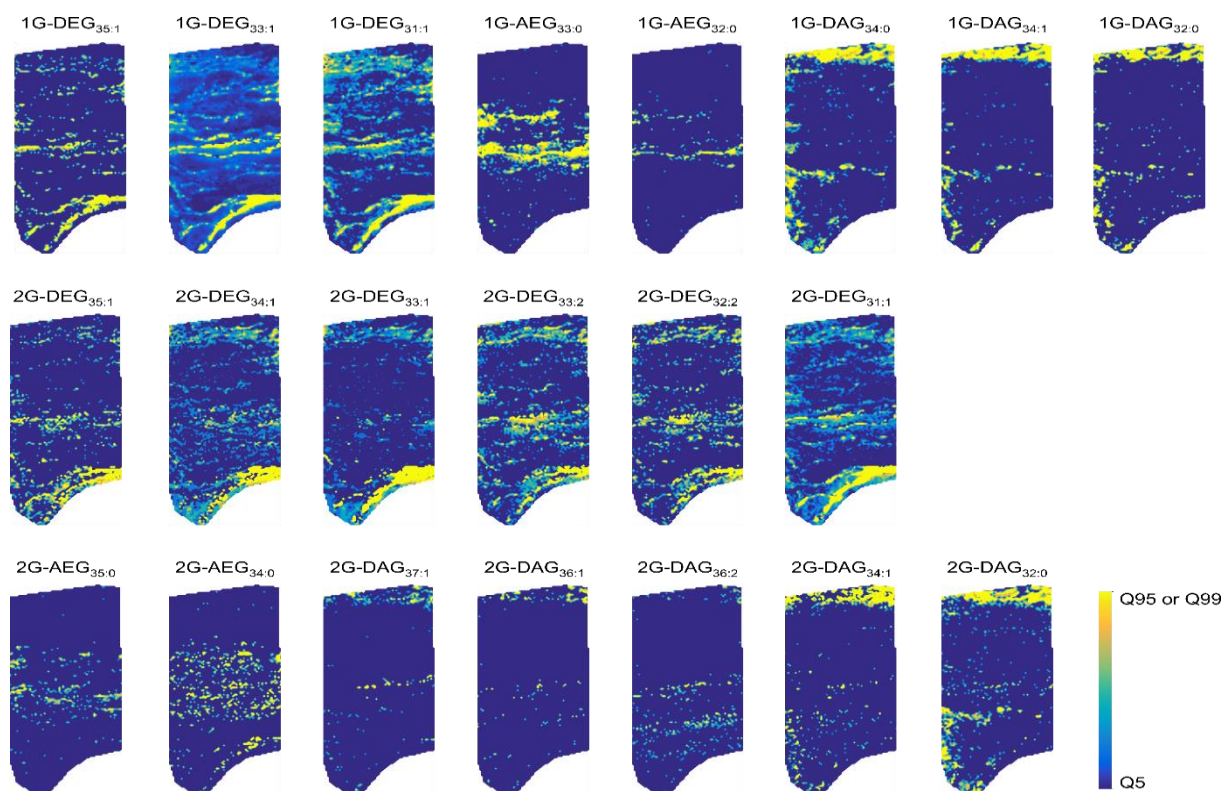 1G-DEG35:1 1G-DEG33:1 1G-DEG31:1 1G-AEG33:0 1G-AEG32:0 1G-DAG34:0 1G-DAG34:1 1G-DAG32:0
2G-DEG35:1 2G-DEG34:1 2G-DEG33:1 2G-DEG33:2 2G-DEG32:2 2G-DEG31:1
2G-AEG35:0 2G-AEG34:0 2G-DAG37:1 2G-DAG36:1 2G-DAG36:2 2G-DAG34:1 2G-DAG32:0
Q95 or Q99
Q5